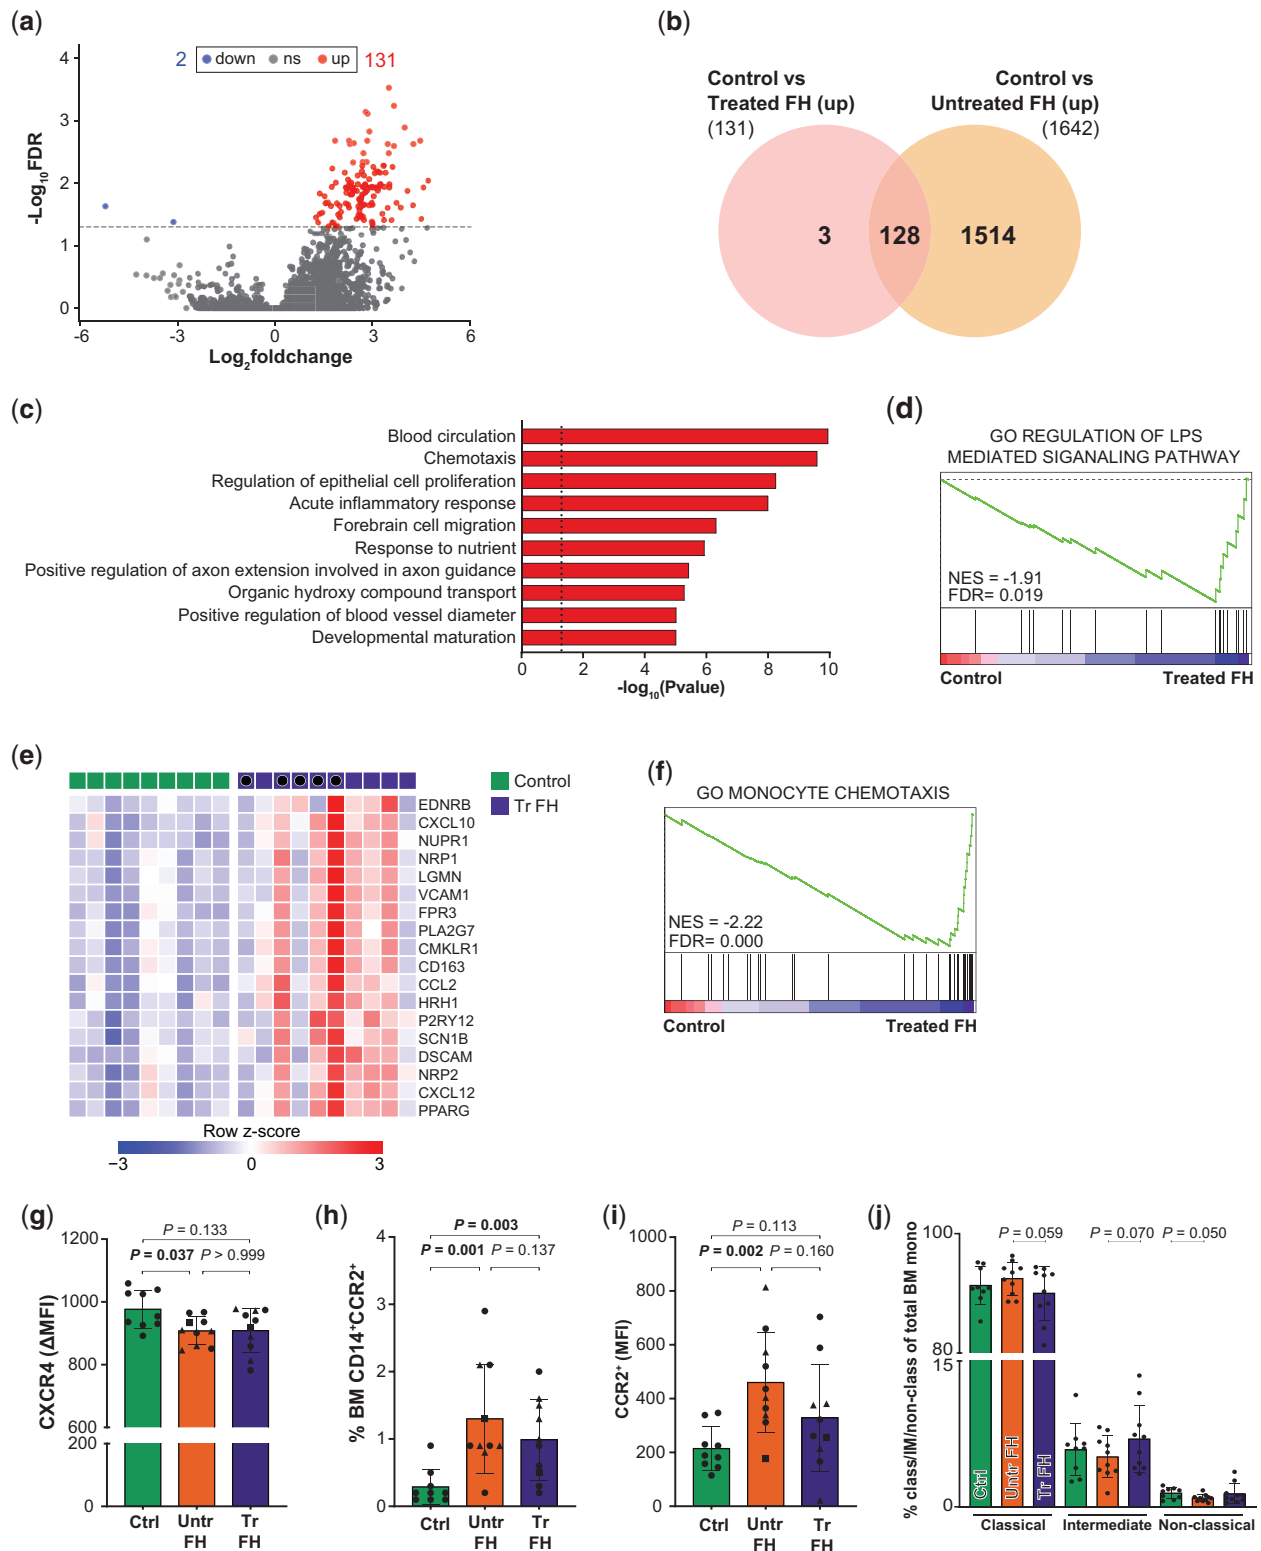 (a)
2 down ns up 131
-Log10FDR
4
3
2
1
0
-6 -3 0 3 6
Log2foldchange
(b)
Control vs
Treated FH (up)
(131)
Control vs
Untreated FH (up)
(1642)
3 128 1514
(c)
Blood circulation
Chemotaxis
Regulation of epithelial cell proliferation
Acute inflammatory response
Forebrain cell migration
Response to nutrient
Positive regulation of axon extension involved in axon guidance
Organic hydroxy compound transport
Positive regulation of blood vessel diameter
Developmental maturation
0 2 4 6 8 10
-log10(Pvalue)
(d)
GO REGULATION OF LPS
MEDIATED SIGANALING PATHWAY
NES = -1.91
FDR= 0.019
Control Treated FH
(e)
Control
Tr FH
EDNRB
CXCL10
NUPR1
NRP1
LGMN
VCAM1
FPR3
PLA2G7
CMKLR1
CD163
CCL2
HRH1
P2RY12
SCN1B
DSCAM
NRP2
CXCL12
PPARG
Row z-score
−3 0 3
(f)
GO MONOCYTE CHEMOTAXIS
NES = -2.22
FDR= 0.000
Control Treated FH
(g)
CXCR4 (ΔMFI)
P = 0.133
P = 0.037 P > 0.999
1200
1000
800
600
200
0
Ctrl Untr FH Tr FH
(h)
% BM CD14+CCR2+
P = 0.003
P = 0.001 P = 0.137
4
3
2
1
0
Ctrl Untr FH Tr FH
(i)
CCR2+ (MFI)
P = 0.113
P = 0.002 P = 0.160
1000
800
600
400
200
0
Ctrl Untr FH Tr FH
(j)
% class/IM/non-class of total BM mono
P = 0.059 P = 0.070 P = 0.050
100
80
15
0
Ctrl
Untr FH
Tr FH
Classical Intermediate Non-classical